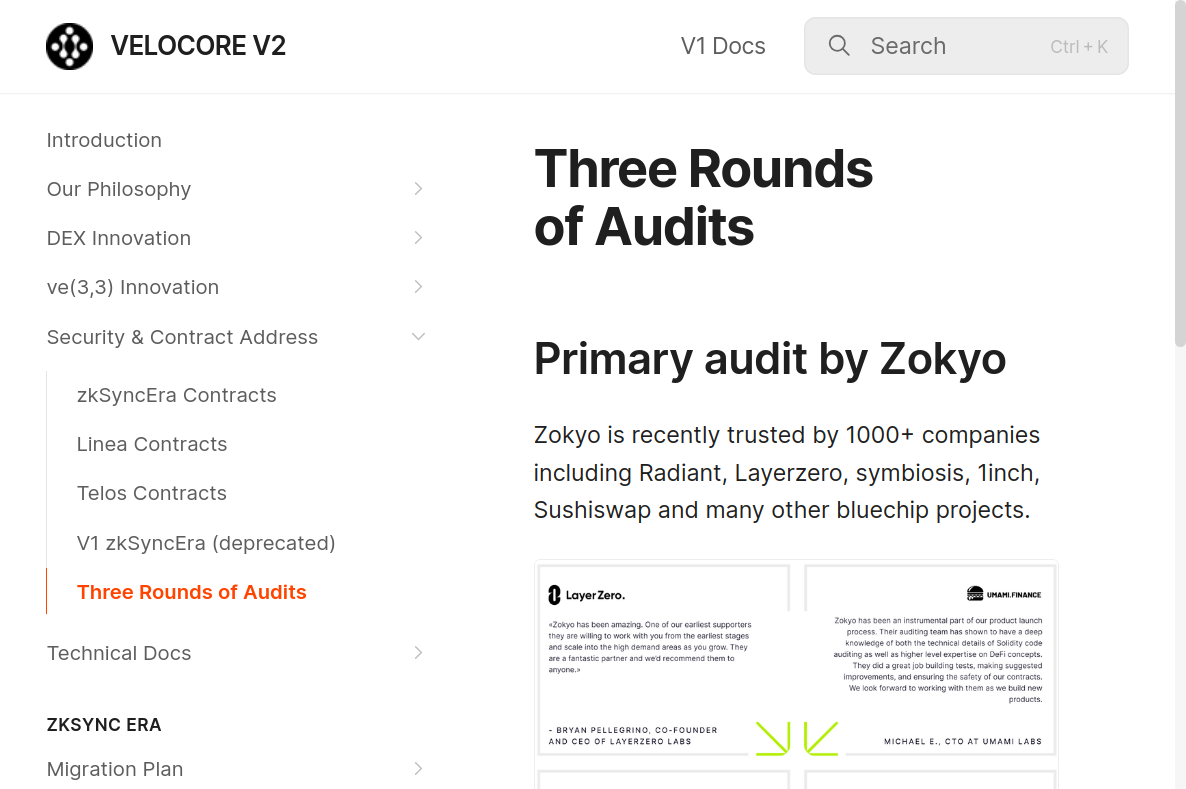 VELOCORE V2
V1 Docs
Search
Ctrl + K
Introduction
Our Philosophy
DEX Innovation
ve(3,3) Innovation
Security & Contract Address
zkSyncEra Contracts
Linea Contracts
Telos Contracts
V1 zkSyncEra (deprecated)
Three Rounds of Audits
Technical Docs
ZKSYNC ERA
Migration Plan
Three Rounds
of Audits
Primary audit by Zokyo
Zokyo is recently trusted by 1000+ companies
including Radiant, Layerzero, symbiosis, 1inch,
Sushiswap and many other bluechip projects.
LayerZero.
«Zokyo has been amazing. One of our earliest supporters
they are willing to work with you from the earliest stages
and scale into the high demand areas as you grow. They
are a fantastic partner and we'd recommend them to
anyone.»
- BRYAN PELLEGRINO, CO-FOUNDER
AND CEO OF LAYERZERO LABS
UMAMI.FINANCE
Zokyo has been an instrumental part of our product launch
process. Their auditing team has shown to have a deep
knowledge of both the technical details of Solidity code
auditing as well as higher level expertise on DeFi concepts.
They did a great job building tests, making suggested
improvements, and ensuring the safety of our contracts.
We look forward to working with them as we build new
products.
MICHAEL E., CTO AT UMAMI LABS